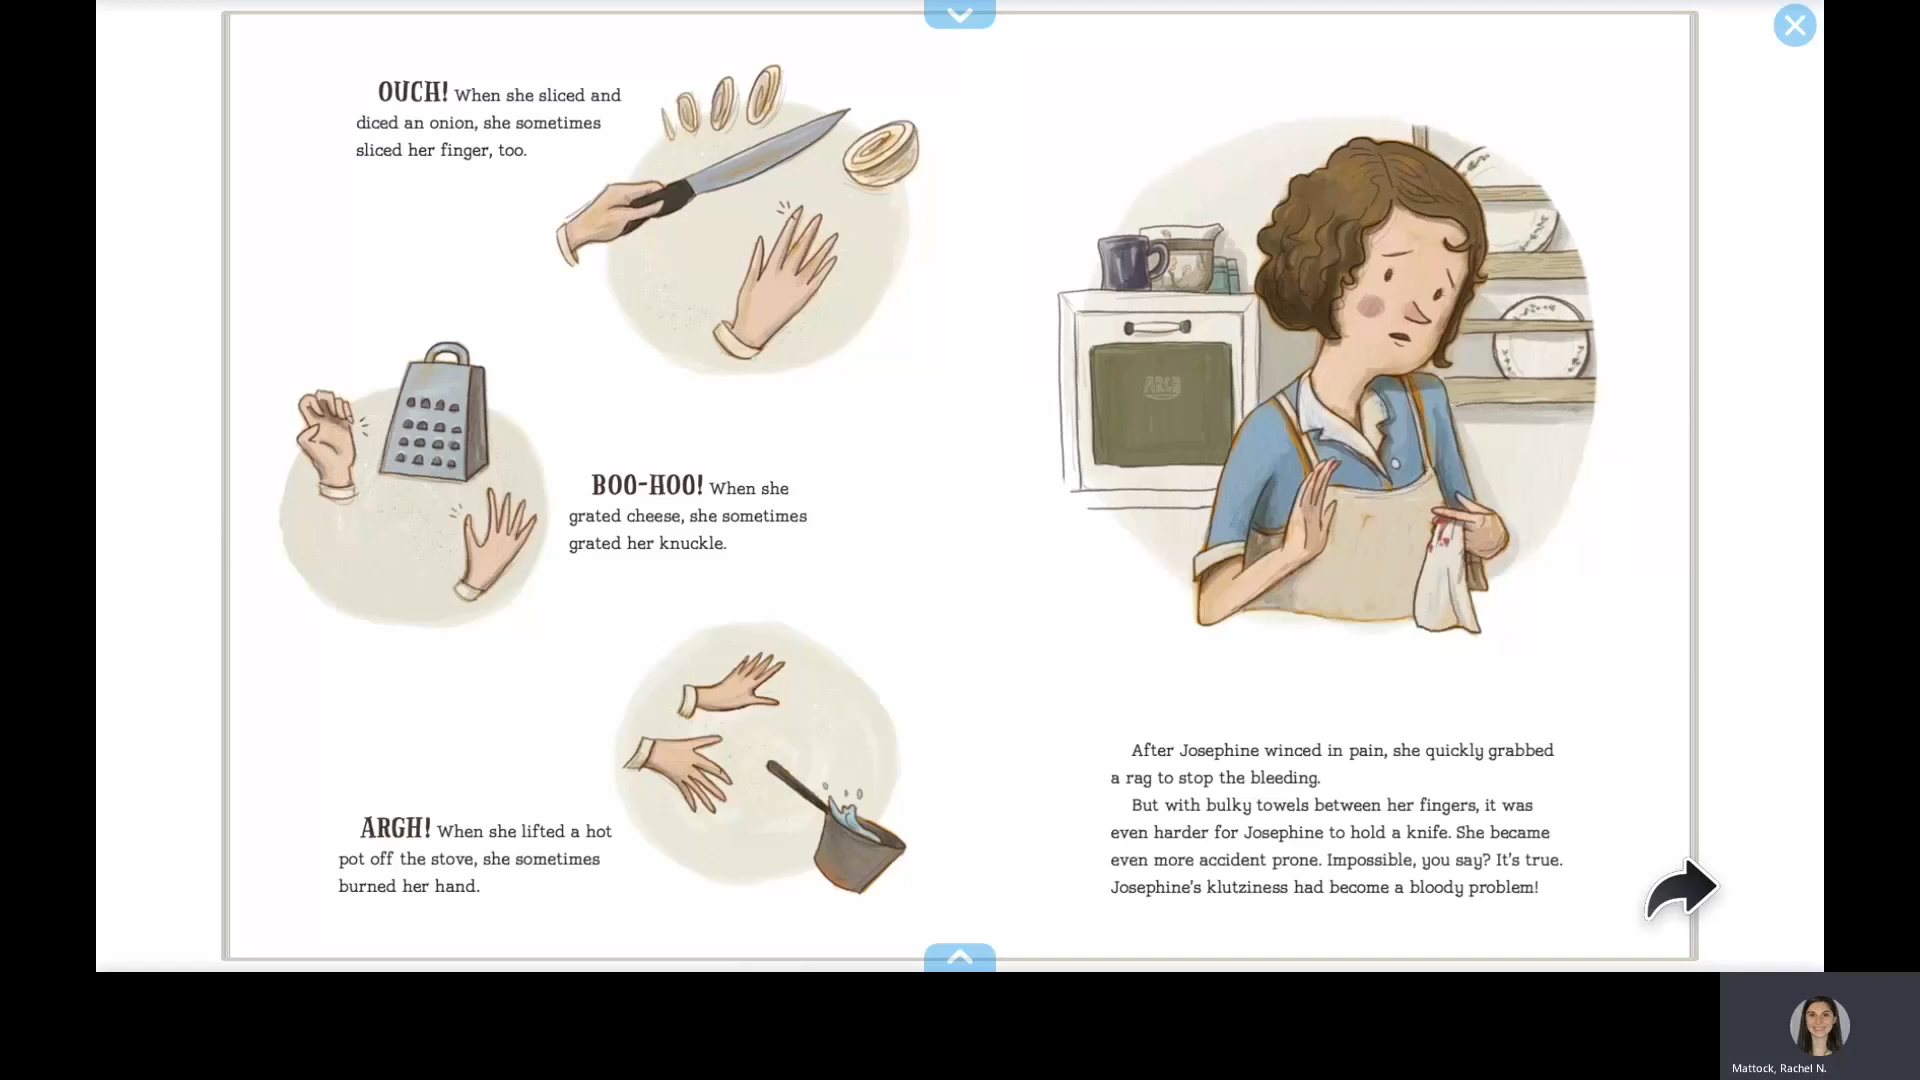 OUCH! When she sliced and
diced an onion, she sometimes
sliced her finger, too.
BOO-HOO! When she
grated cheese, she sometimes
grated her knuckle.
ARGH! When she lifted a hot
pot off the stove, she sometimes
burned her hand.
ARCH
After Josephine winced in pain, she quickly grabbed
a rag to stop the bleeding.
But with bulky towels between her fingers, it was
even harder for Josephine to hold a knife. She became
even more accident prone. Impossible, you say? It's true.
Josephine's klutziness had become a bloody problem!
Mattock, Rachel N.